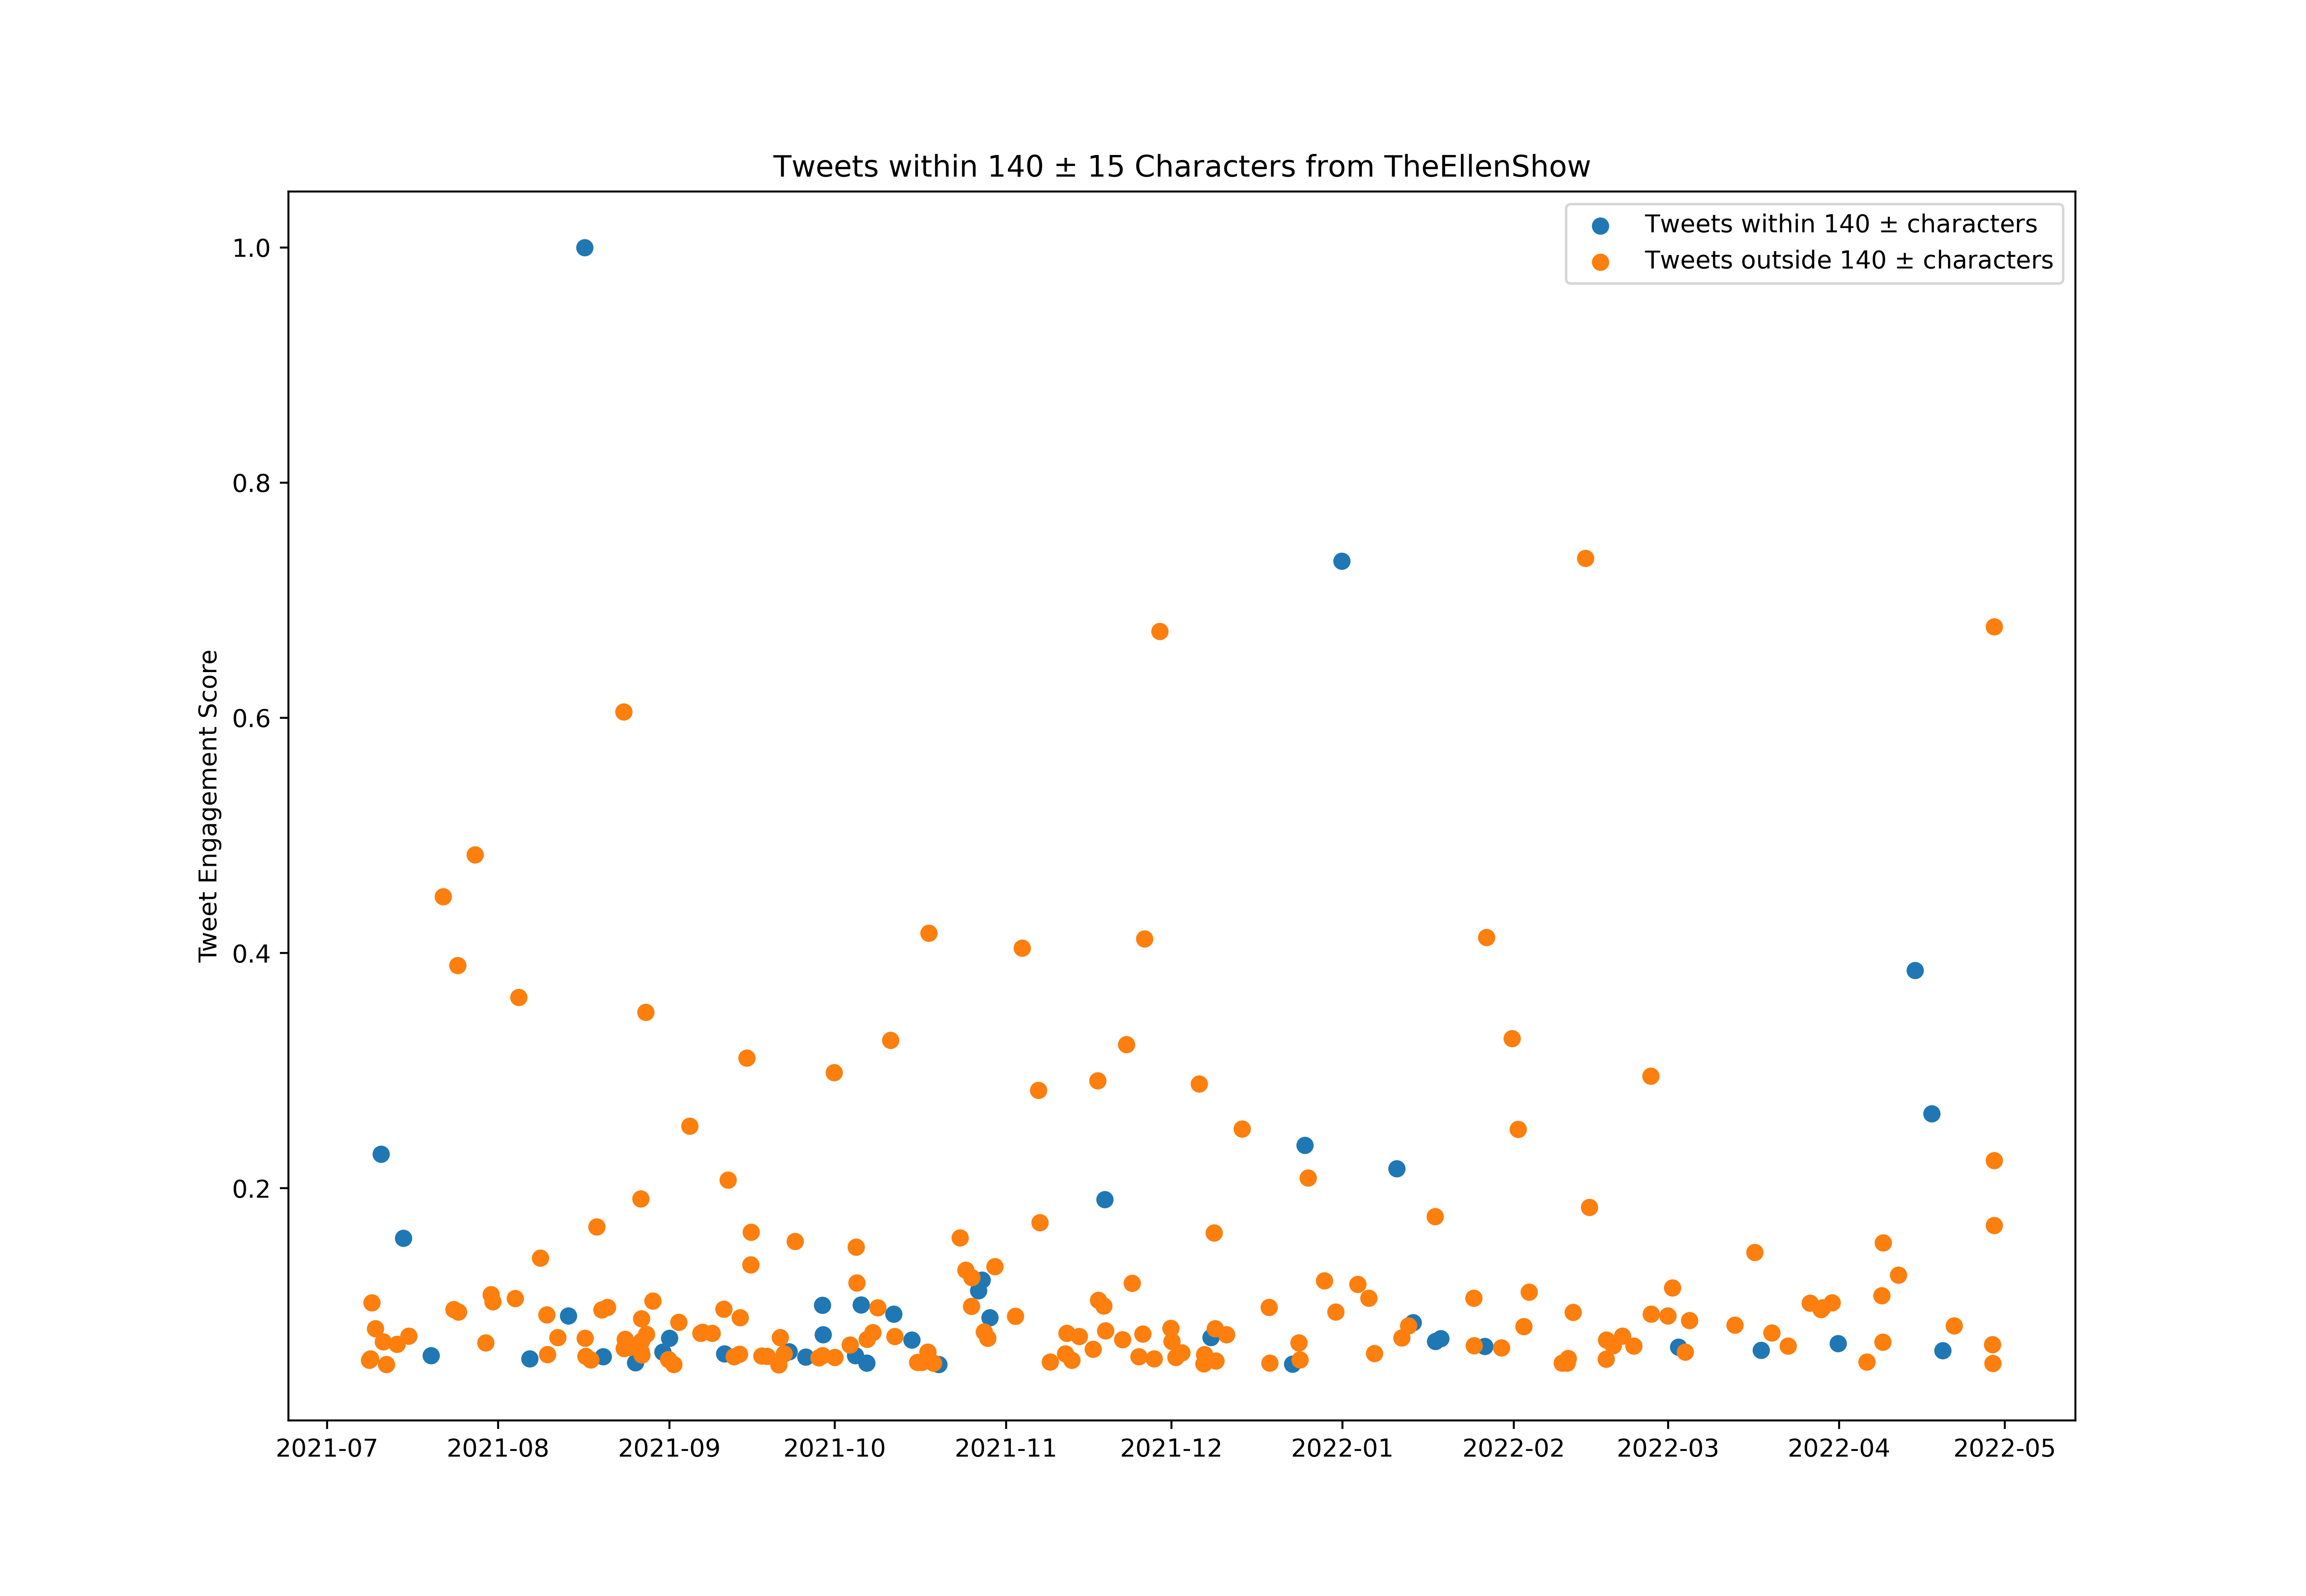 Tweets within 140 ± 15 Characters from TheEllenShow
Tweets within 140 ± characters
Tweets outside 140 ± characters
Tweet Engagement Score
1.0
0.8
0.6
0.4
0.2
2021-07 2021-08 2021-09 2021-10 2021-11 2021-12 2022-01 2022-02 2022-03 2022-04 2022-05